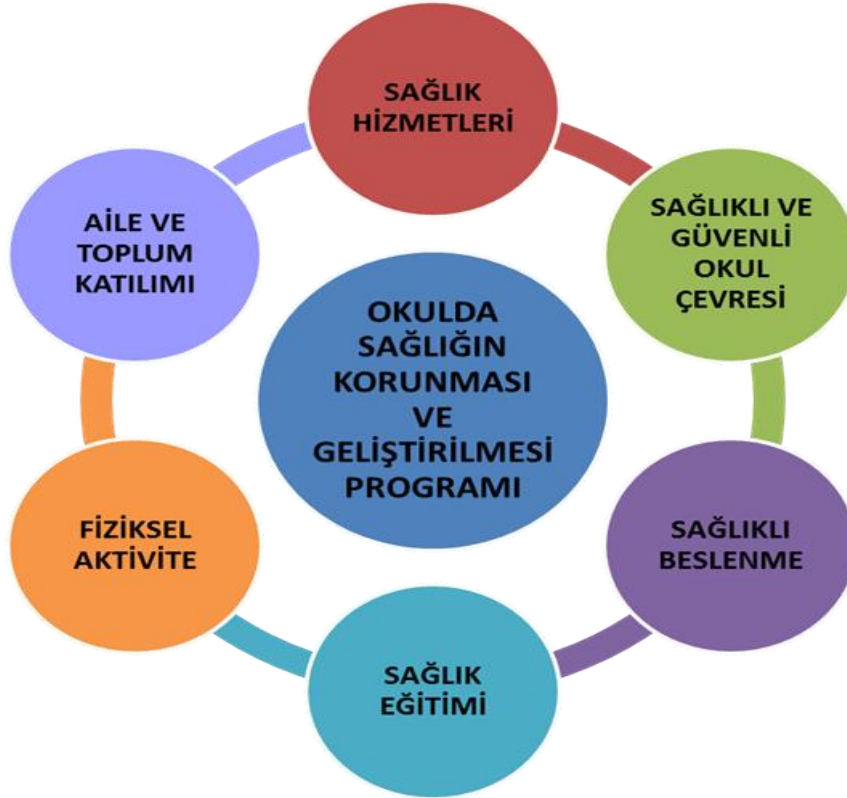 SAĞLIK
HİZMETLERİ
SAĞLIKLI VE
GÜVENLİ
OKUL
ÇEVRESİ
SAĞLIKLI
BESLENME
SAĞLIK
EĞİTİMİ
FİZİKSEL
AKTİVİTE
AİLE VE
TOPLUM
KATILIMI
OKULDA
SAĞLIĞIN
KORUNMASI
VE
GELİŞTİRİLMESİ
PROGRAMI